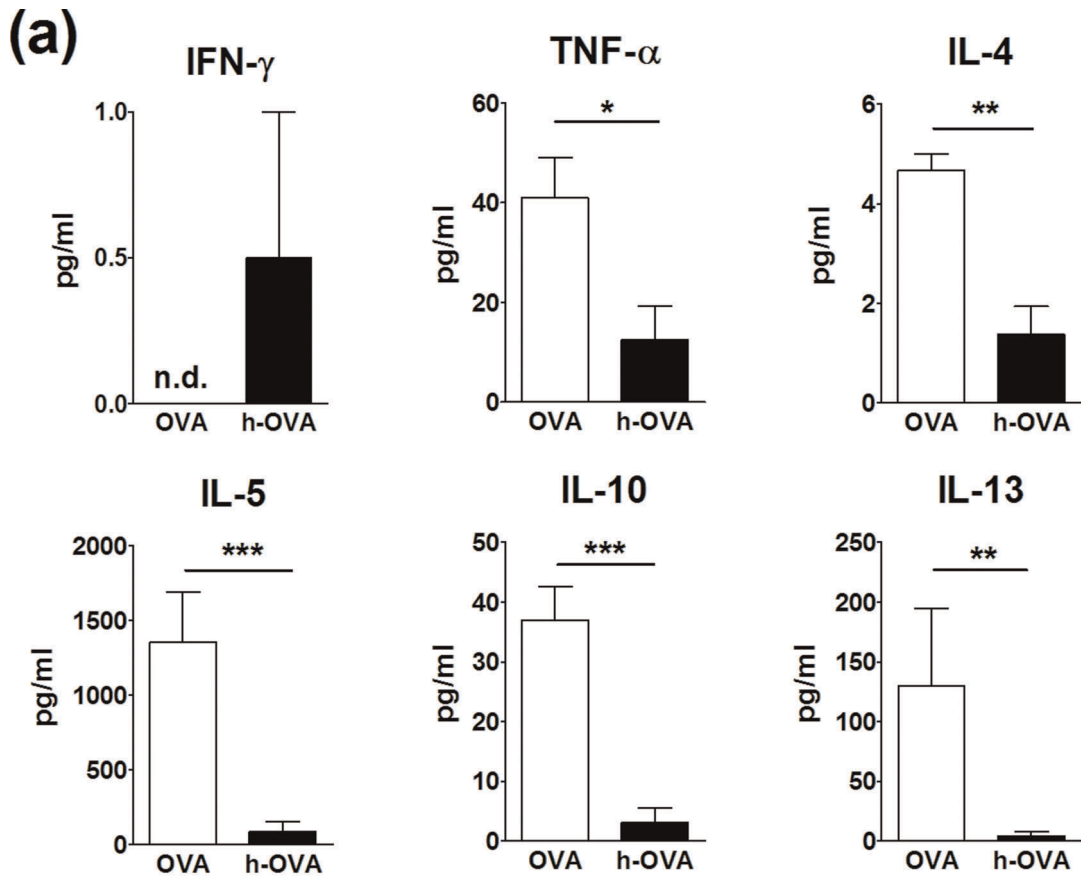 (a)
IFN-γ
pg/ml
1.0
0.5
0.0
n.d.
OVA h-OVA
TNF-α
pg/ml
60
40
20
0
*
OVA h-OVA
IL-4
pg/ml
6
4
2
0
**
OVA h-OVA
IL-5
pg/ml
2000
1500
1000
500
0
***
OVA h-OVA
IL-10
pg/ml
50
40
30
20
10
0
***
OVA h-OVA
IL-13
pg/ml
250
200
150
100
50
0
**
OVA h-OVA